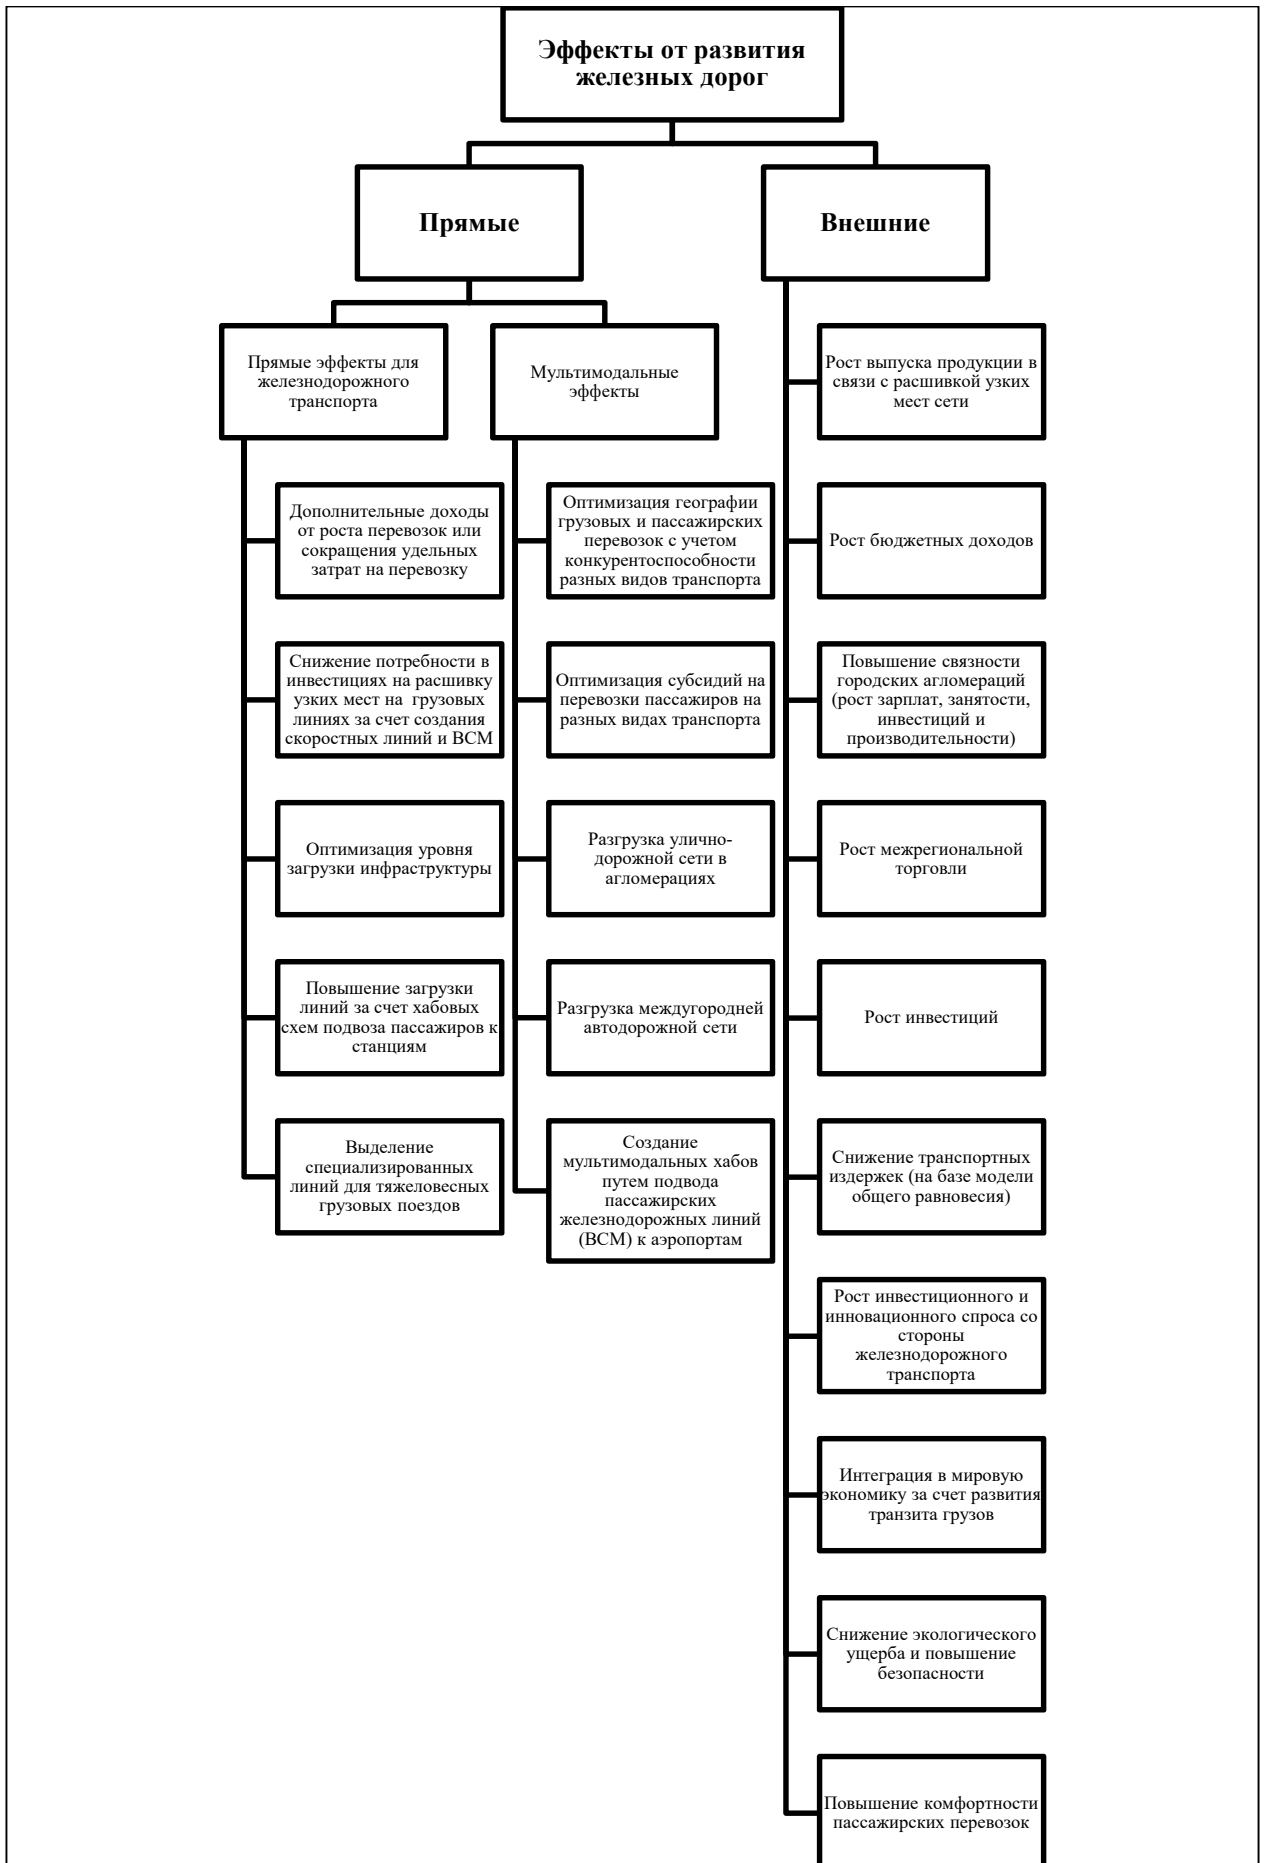 Эффекты от развития
железных дорог
Прямые
Внешние
Прямые эффекты для
железнодорожного
транспорта
Мультимодальные
эффекты
Дополнительные доходы
от роста перевозок или
сокращения удельных
затрат на перевозку
Снижение потребности в
инвестициях на расшивку
узких мест на грузовых
линиях за счет создания
скоростных линий и ВСМ
Оптимизация уровня
загрузки инфраструктуры
Повышение загрузки
линий за счет хабовых
схем подвоза пассажиров к
станциям
Выделение
специализированных
линий для тяжеловесных
грузовых поездов
Оптимизация географии
грузовых и пассажирских
перевозок с учетом
конкурентоспособности
разных видов транспорта
Оптимизация субсидий на
перевозки пассажиров на
разных видах транспорта
Разгрузка улично-
дорожной сети в
агломерациях
Разгрузка междугородней
автодорожной сети
Создание
мультимодальных хабов
путем подвода
пассажирских
железнодорожных линий
(ВСМ) к аэропортам
Рост выпуска продукции в
связи с расшивкой узких
мест сети
Рост бюджетных доходов
Повышение связности
городских агломераций
(рост зарплат, занятости,
инвестиций и
производительности)
Рост межрегиональной
торговли
Рост инвестиций
Снижение транспортных
издержек (на базе модели
общего равновесия)
Рост инвестиционного и
инновационного спроса со
стороны
железнодорожного
транспорта
Интеграция в мировую
экономику за счет развития
транзита грузов
Снижение экологического
ущерба и повышение
безопасности
Повышение комфортности
пассажирских перевозок